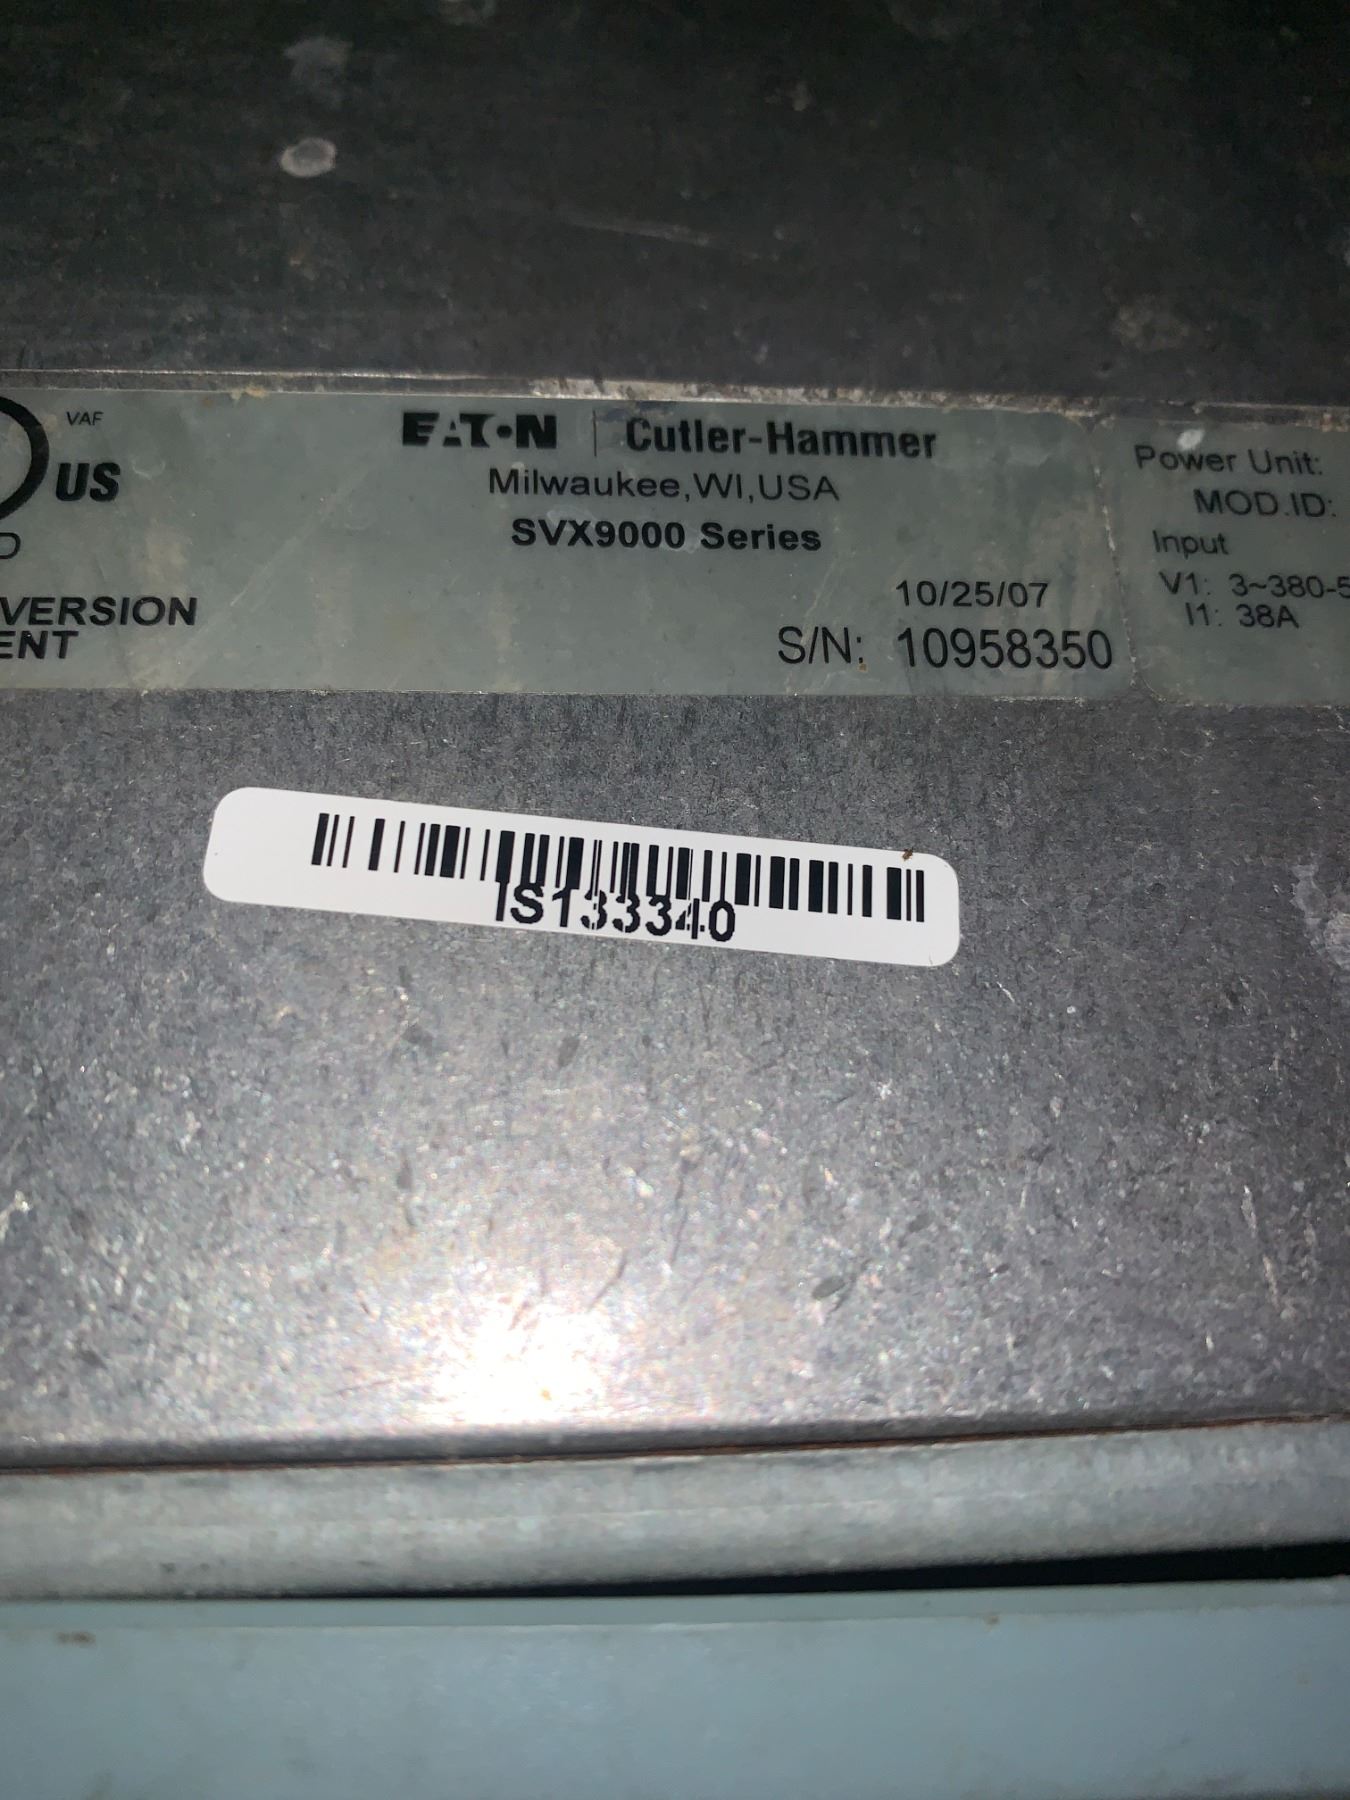 VAF
US
D
VERSION
ENT
EATON | Cutler-Hammer
Milwaukee,WI,USA
SVX9000 Series
10/25/07
S/N: 10958350
Power Unit:
MOD.ID:
Input
V1: 3~380-5
I1: 38A
IS133340